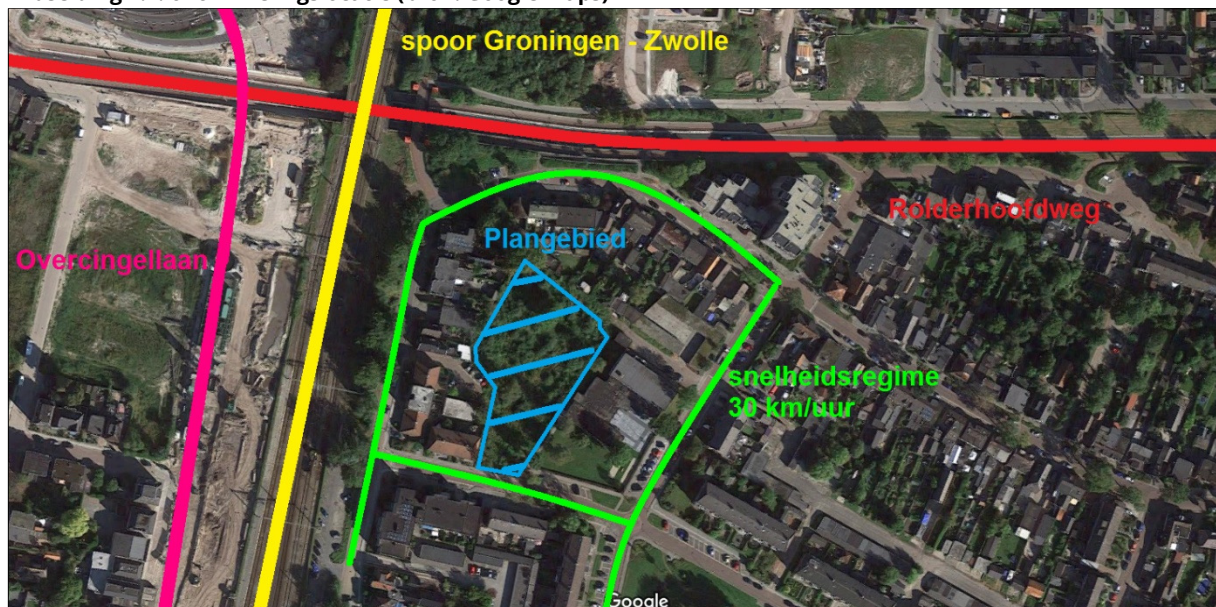 spoor Groningen - Zwolle
Rolderhoofdweg
Plangebied
Overcingellaan
snelheidsregime
30 km/uur
Google